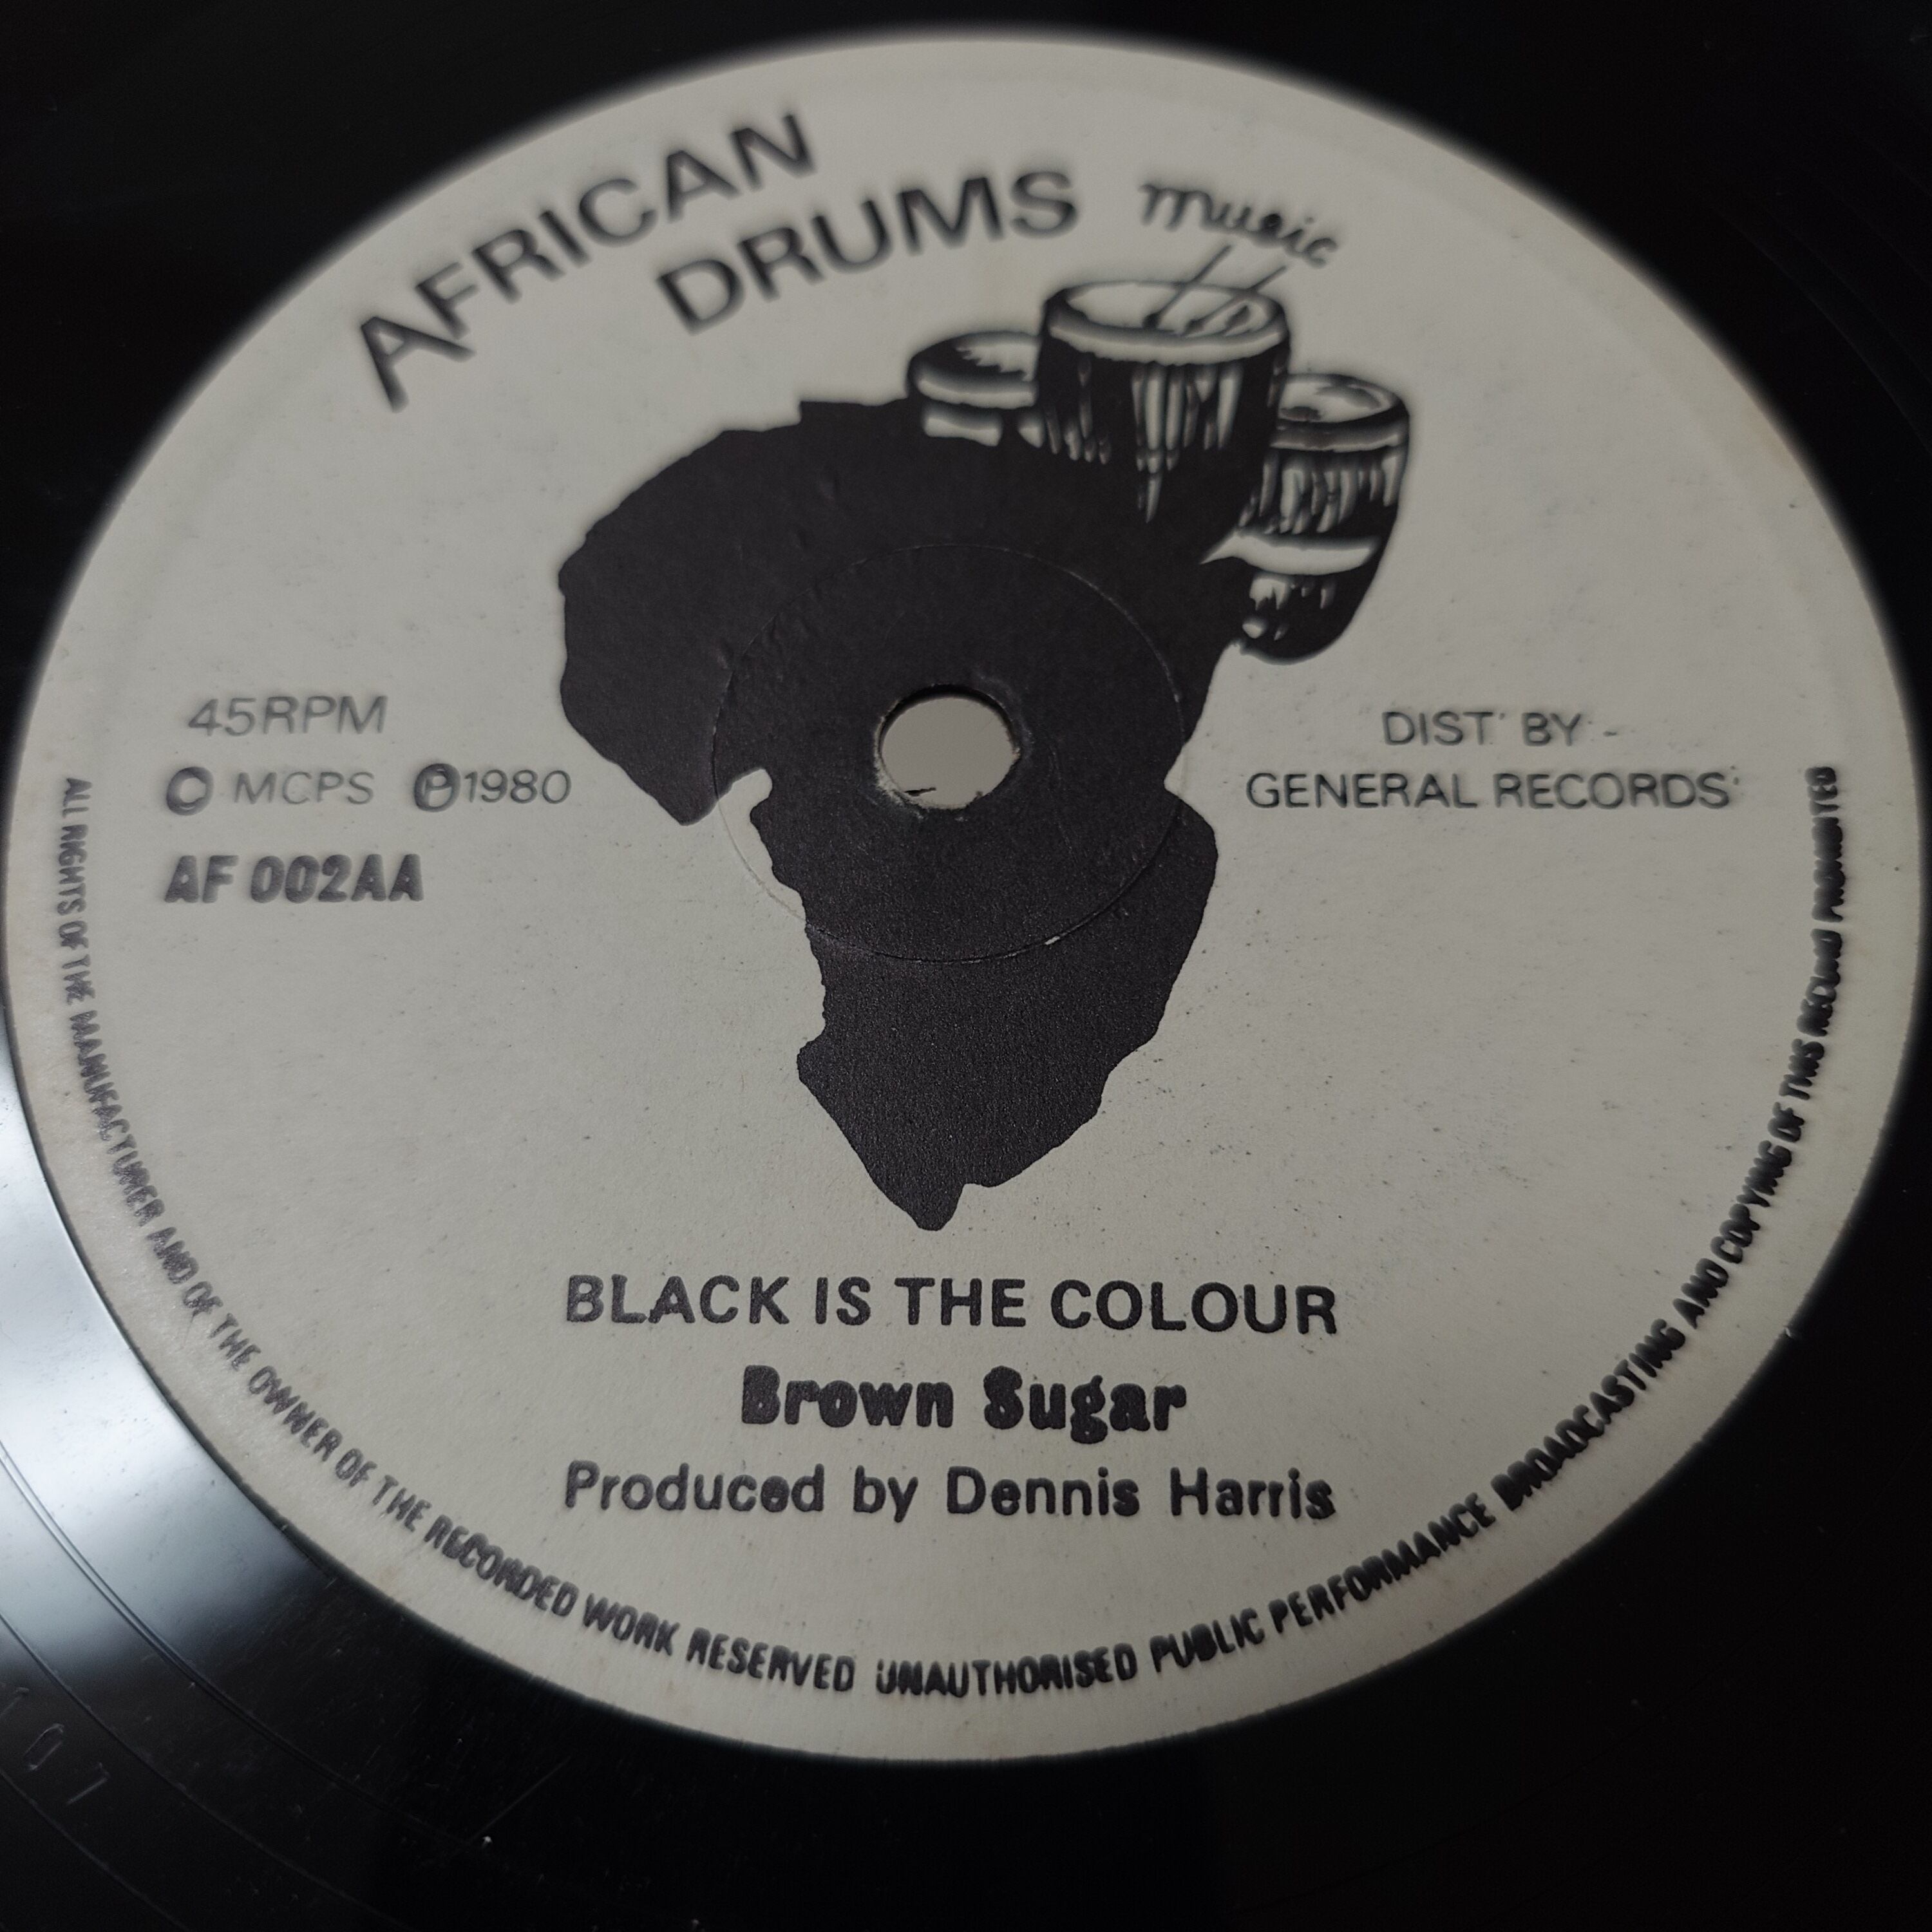 AFRICAN
DRUMS music
45RPM
© MCPS ℗1980
AF 002AA
DIST' BY -
GENERAL RECORDS'
BLACK IS THE COLOUR
Brown Sugar
Produced by Dennis Harris
ALL RIGHTS OF THE MANUFACTURER AND OF THE OWNER OF THE RECORDED WORK RESERVED UNAUTHORISED PUBLIC PERFORMANCE BROADCASTING AND COPYING OF THIS RECORD PROHIBITED